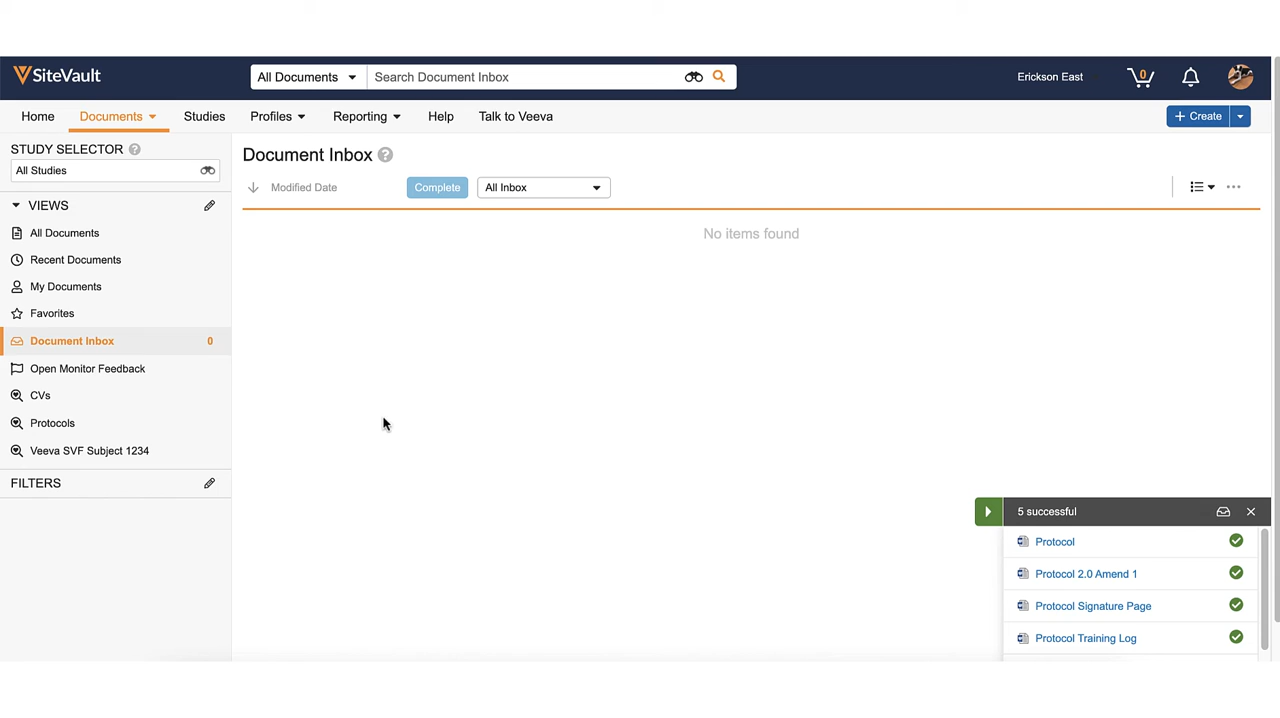 SiteVault
All Documents
Search Document Inbox
Erickson East
0
Home
Documents
Studies
Profiles
Reporting
Help
Talk to Veeva
+ Create
STUDY SELECTOR
All Studies
VIEWS
All Documents
Recent Documents
My Documents
Favorites
Document Inbox 0
Open Monitor Feedback
CVs
Protocols
Veeva SVF Subject 1234
FILTERS
Document Inbox
Modified Date
Complete
All Inbox
No items found
5 successful
Protocol
Protocol 2.0 Amend 1
Protocol Signature Page
Protocol Training Log